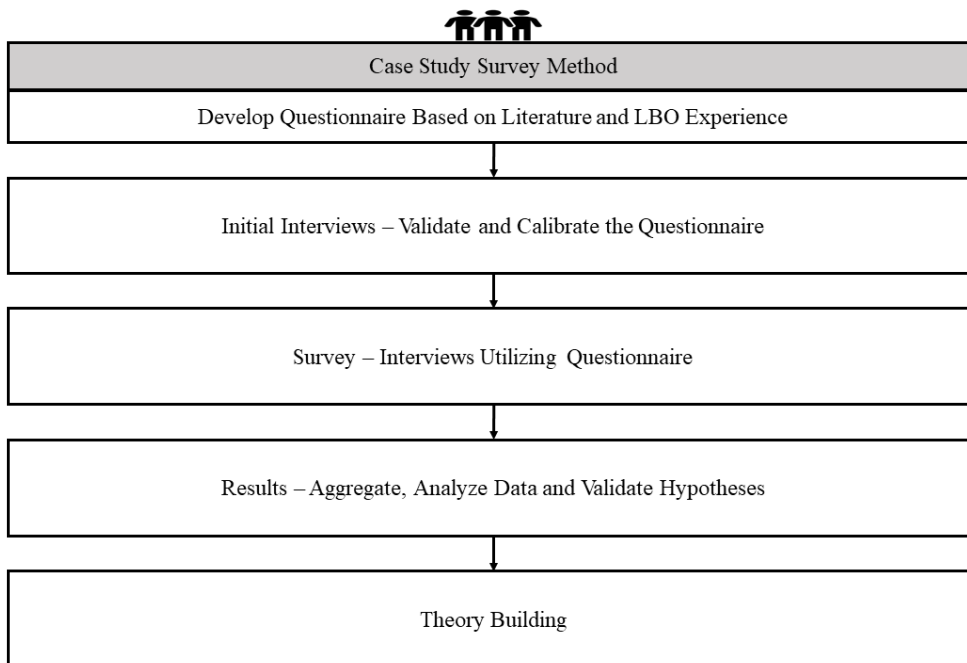 Case Study Survey Method
Develop Questionnaire Based on Literature and LBO Experience
Initial Interviews – Validate and Calibrate the Questionnaire
Survey – Interviews Utilizing Questionnaire
Results – Aggregate, Analyze Data and Validate Hypotheses
Theory Building